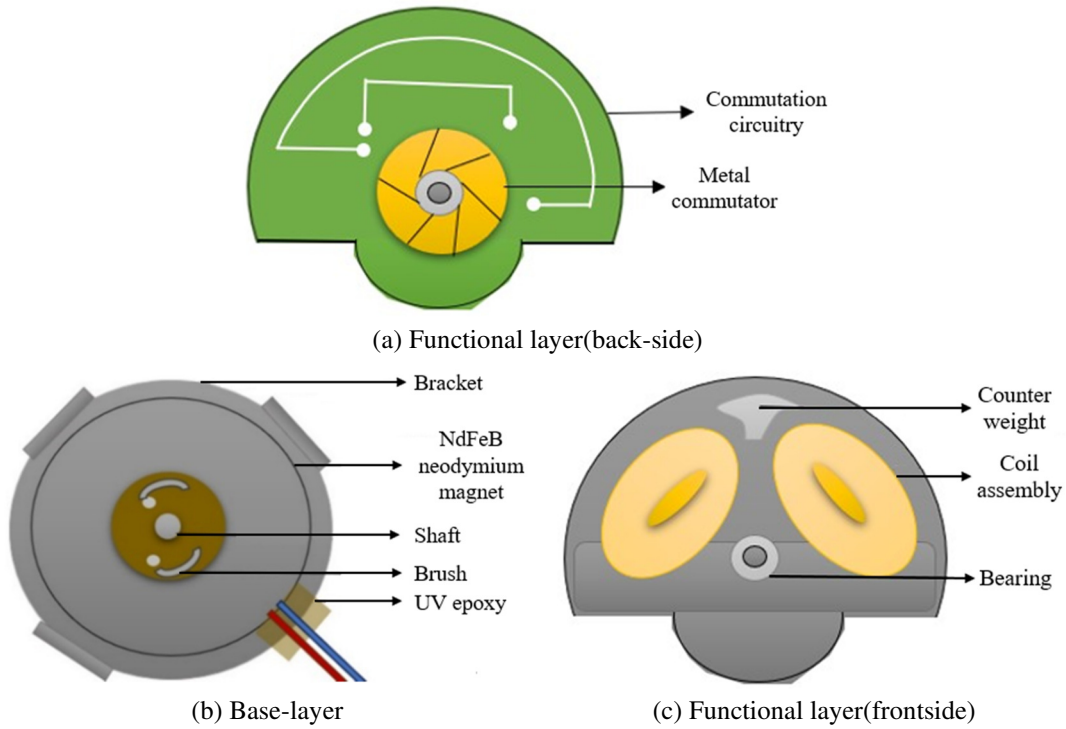 Commutation
circuitry
Metal
commutator
(a) Functional layer(back-side)
Bracket
NdFeB
neodymium
magnet
Shaft
Brush
UV epoxy
(b) Base-layer
Counter
weight
Coil
assembly
Bearing
(c) Functional layer(frontside)